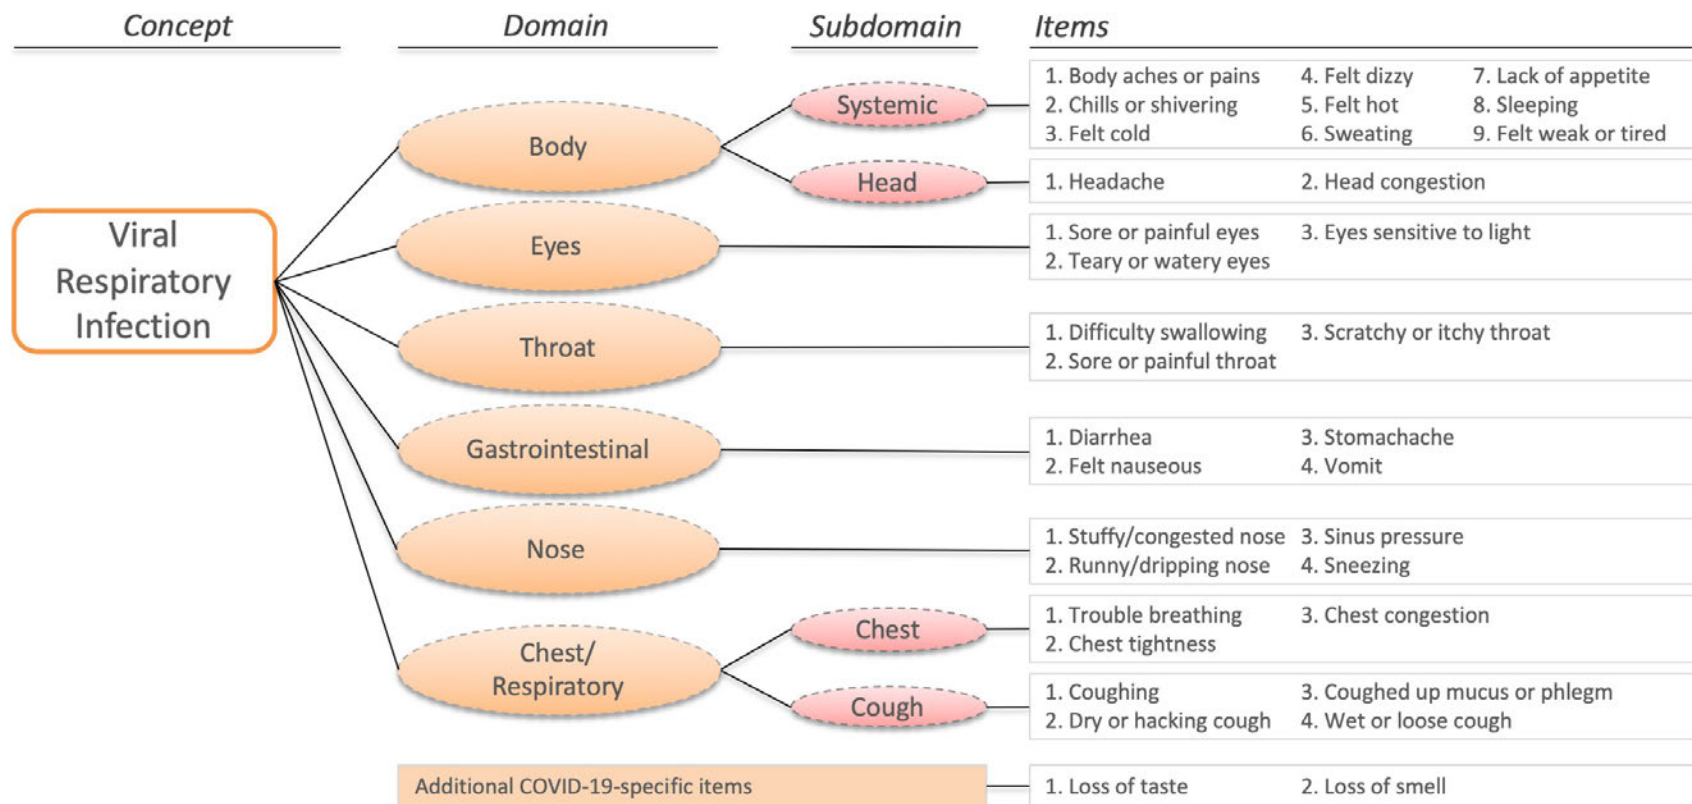 Concept Domain Subdomain Items
Viral
Respiratory
Infection
Body
Systemic
1. Body aches or pains 4. Felt dizzy 7. Lack of appetite
2. Chills or shivering 5. Felt hot 8. Sleeping
3. Felt cold 6. Sweating 9. Felt weak or tired
Head
1. Headache 2. Head congestion
Eyes
1. Sore or painful eyes 3. Eyes sensitive to light
2. Teary or watery eyes
Throat
1. Difficulty swallowing 3. Scratchy or itchy throat
2. Sore or painful throat
Gastrointestinal
1. Diarrhea 3. Stomachache
2. Felt nauseous 4. Vomit
Nose
1. Stuffy/congested nose 3. Sinus pressure
2. Runny/dripping nose 4. Sneezing
Chest/
Respiratory
Chest
1. Trouble breathing 3. Chest congestion
2. Chest tightness
Cough
1. Coughing 3. Coughed up mucus or phlegm
2. Dry or hacking cough 4. Wet or loose cough
Additional COVID-19-specific items 1. Loss of taste 2. Loss of smell